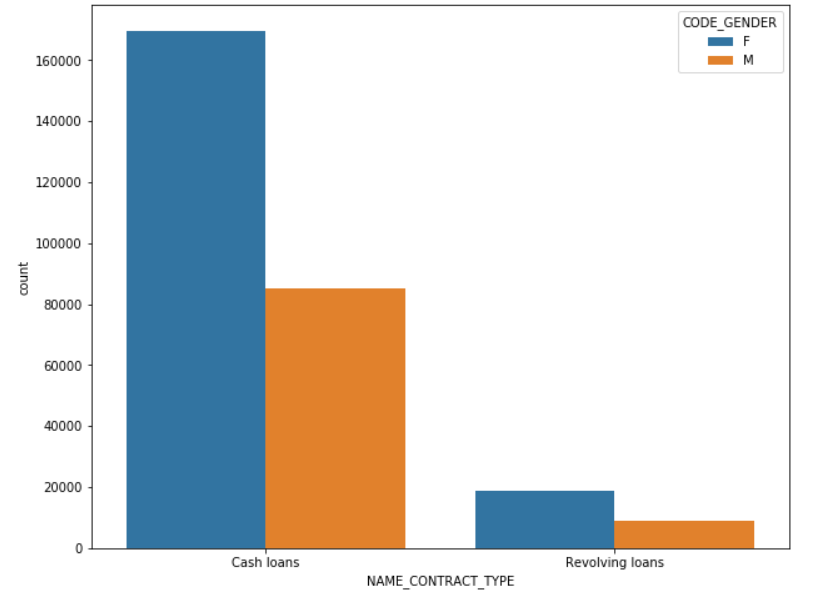 CODE_GENDER
F
M
160000
140000
120000
100000
80000
60000
40000
20000
0
count
Cash loans
Revolving loans
NAME_CONTRACT_TYPE